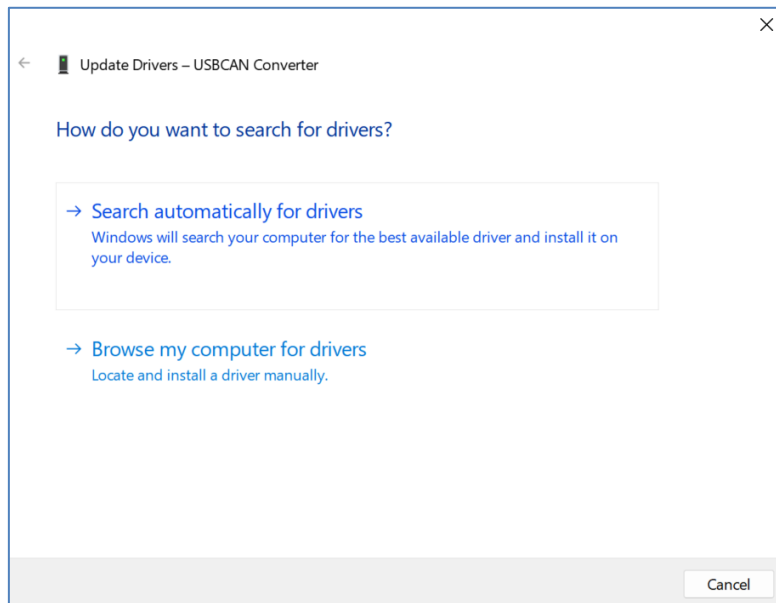 Update Drivers – USBCAN Converter
How do you want to search for drivers?
Search automatically for drivers
Windows will search your computer for the best available driver and install it on
your device.
Browse my computer for drivers
Locate and install a driver manually.
Cancel